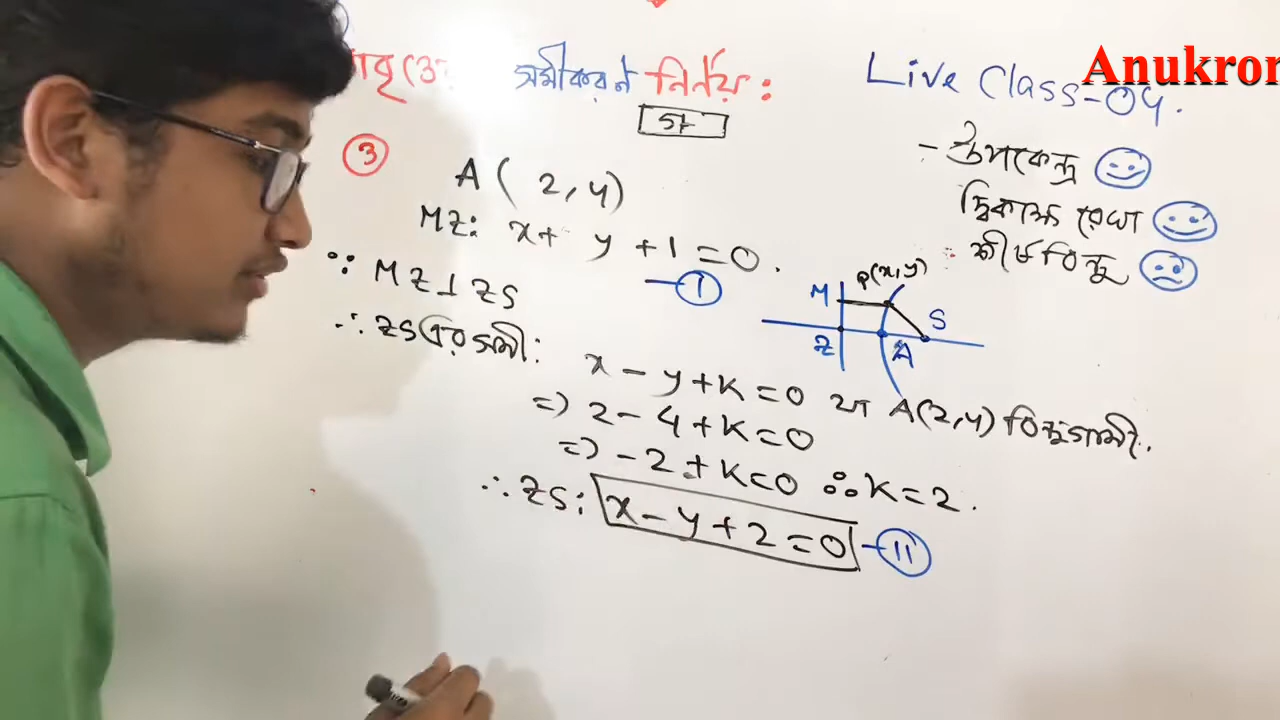 সমীকরণ নির্ণয়:
Live Class-04.
Anukron
- উপকেন্দ্র
দ্বিকাক্ষ রেখা
শীর্ষবিন্দু
③
A ( 2, 4)
MZ: x + y + 1 = 0. — ①
∵ MZ ⊥ ZS
∴ ZS এর সমী:
M P(x, y) S
Z A
x - y + K = 0 যা A(2, 4) বিন্দুগামী.
=> 2 - 4 + K = 0
=> -2 + K = 0 ∴ K = 2.
∴ ZS: x - y + 2 = 0 — ⑪